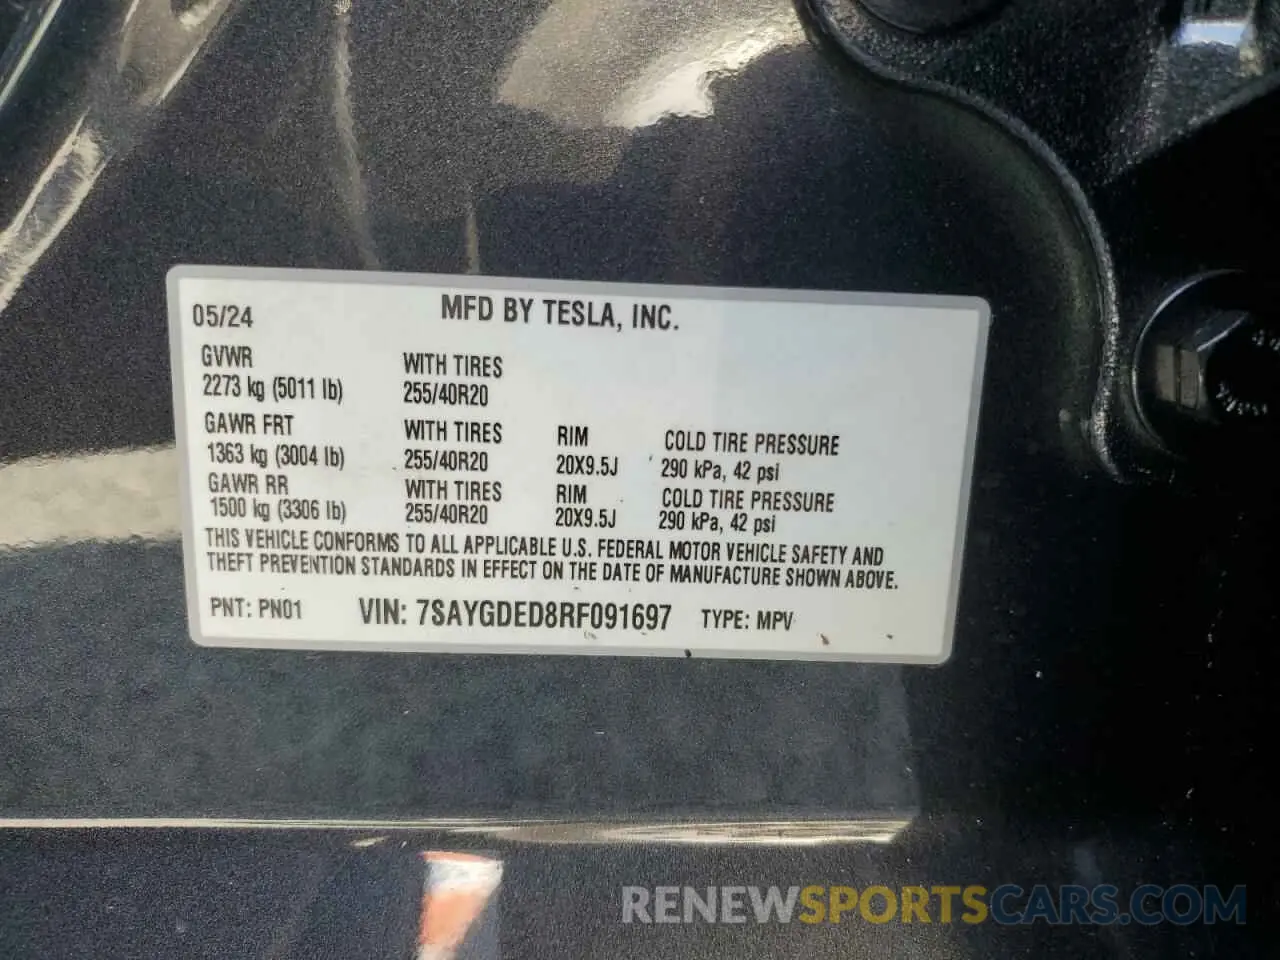 05/24 MFD BY TESLA, INC.
GVWR WITH TIRES
2273 kg (5011 lb) 255/40R20
GAWR FRT WITH TIRES RIM COLD TIRE PRESSURE
1363 kg (3004 lb) 255/40R20 20X9.5J 290 kPa, 42 psi
GAWR RR WITH TIRES RIM COLD TIRE PRESSURE
1500 kg (3306 lb) 255/40R20 20X9.5J 290 kPa, 42 psi
THIS VEHICLE CONFORMS TO ALL APPLICABLE U.S. FEDERAL MOTOR VEHICLE SAFETY AND
THEFT PREVENTION STANDARDS IN EFFECT ON THE DATE OF MANUFACTURE SHOWN ABOVE.
PNT: PN01 VIN: 7SAYGDED8RF091697 TYPE: MPV
RENEWSPORTSCARS.COM